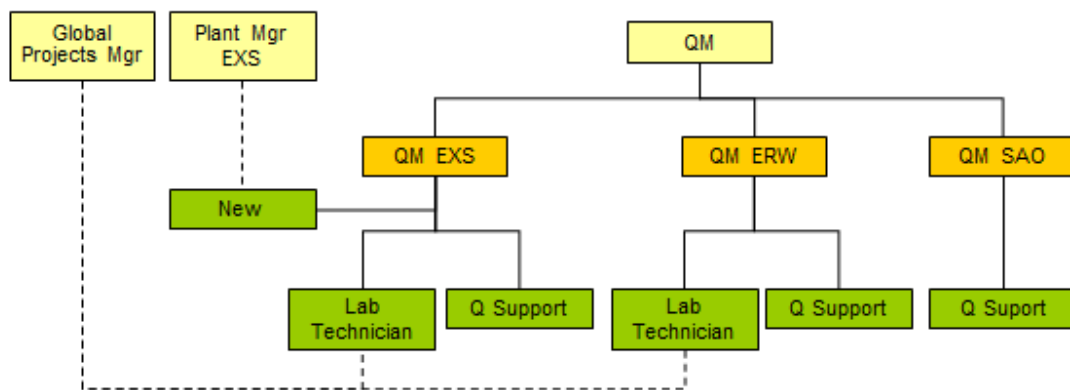 Global
Projects Mgr
Plant Mgr
EXS
QM
QM EXS
QM ERW
QM SAO
New
Lab
Technician
Q Support
Lab
Technician
Q Support
Q Suport